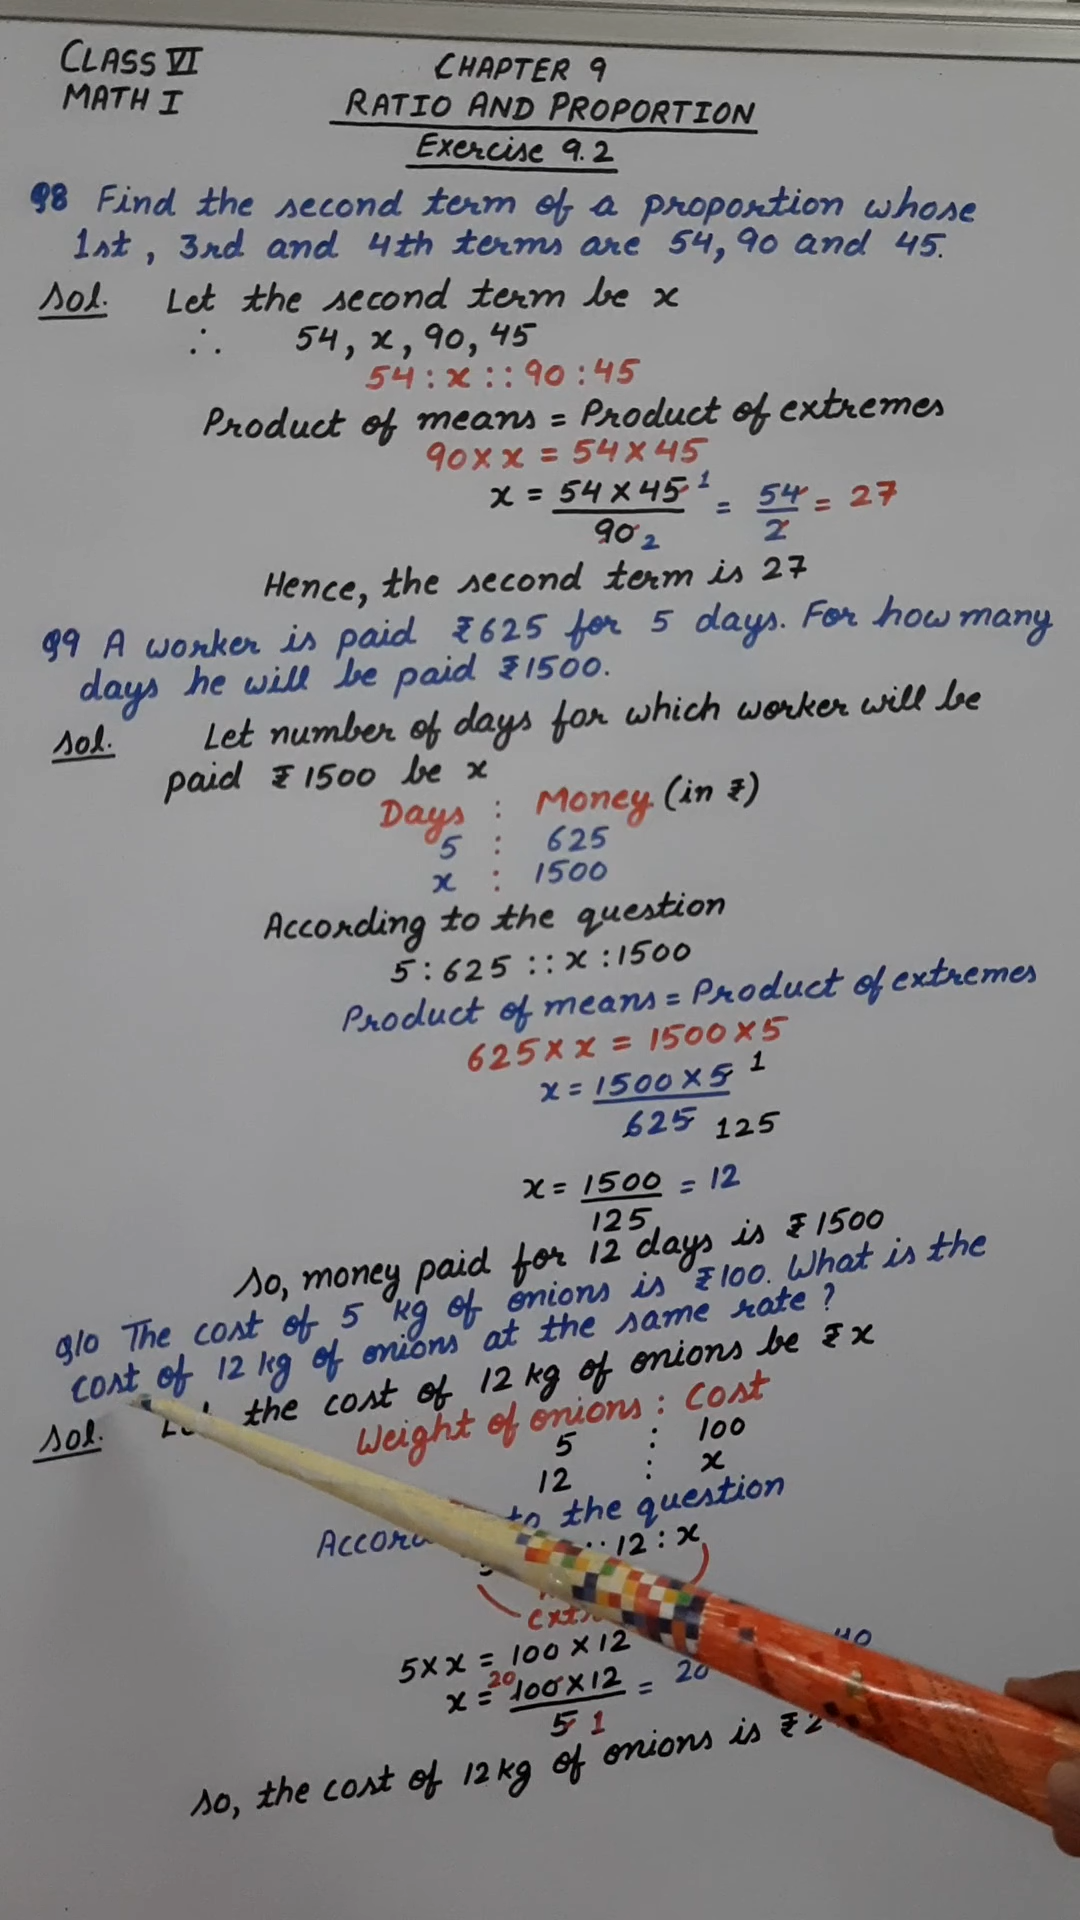 CLASS VI
MATH I
CHAPTER 9
RATIO AND PROPORTION
Exercise 9.2
Q8 Find the second term of a proportion whose
1st, 3rd and 4th terms are 54, 90 and 45.
Sol. Let the second term be x
∴ 54, x, 90, 45
54 : x :: 90 : 45
Product of means = Product of extremes
90 × x = 54 × 45
x = 54 × 45 1 = 54 = 27
90 2 2
Hence, the second term is 27
Q9 A worker is paid ₹625 for 5 days. For how many
days he will be paid ₹1500.
Sol. Let number of days for which worker will be
paid ₹1500 be x
Days : Money (in ₹)
5 : 625
x : 1500
According to the question
5 : 625 :: x : 1500
Product of means = Product of extremes
625 × x = 1500 × 5
x = 1500 × 5 1
625 125
x = 1500 = 12
125
So, money paid for 12 days is ₹1500
Q10 The cost of 5 kg of onions is ₹100. What is the
cost of 12 kg of onions at the same rate?
Sol. the cost of 12 kg of onions be ₹x
Weight of onions : Cost
5 : 100
12 : x
to the question
12 : x
5 × x = 100 × 12
x = 20 100 × 12 = 20
5 1
So, the cost of 12 kg of onions is ₹